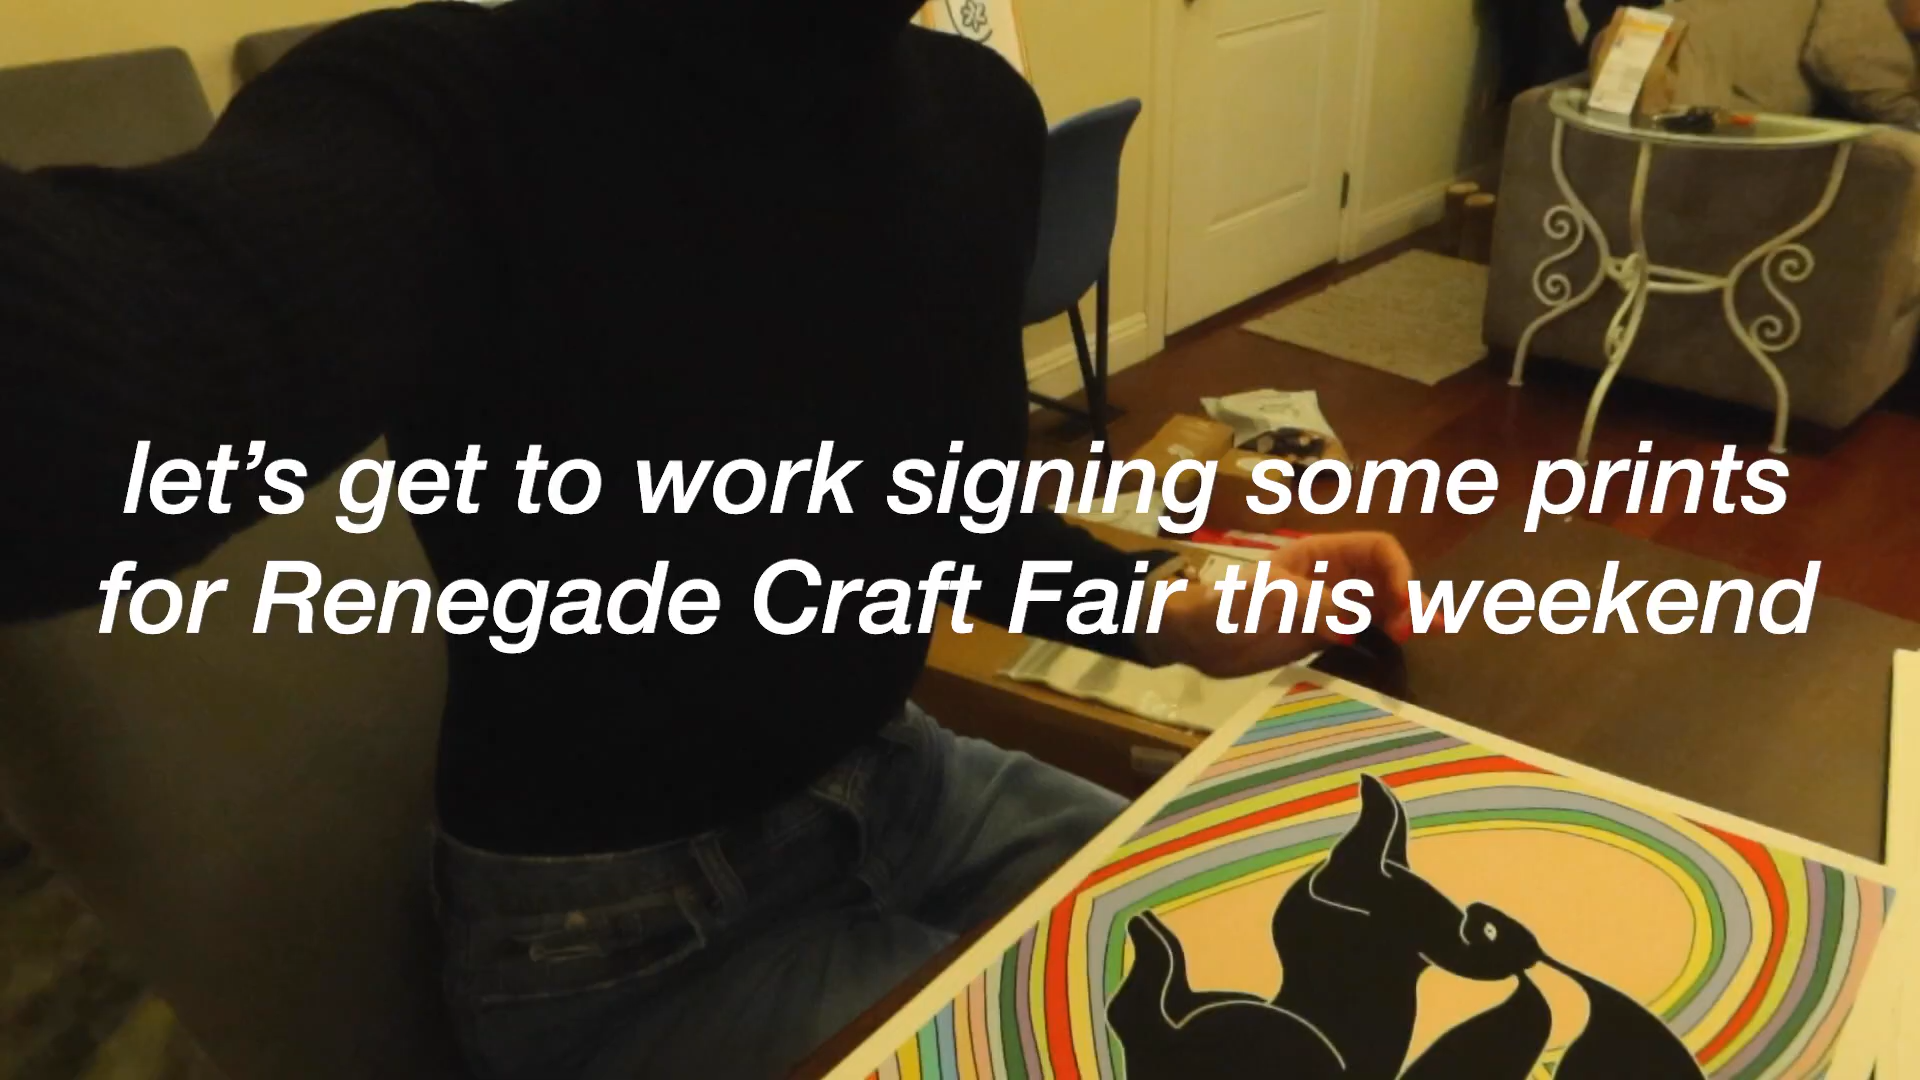 let’s get to work signing some prints
for Renegade Craft Fair this weekend